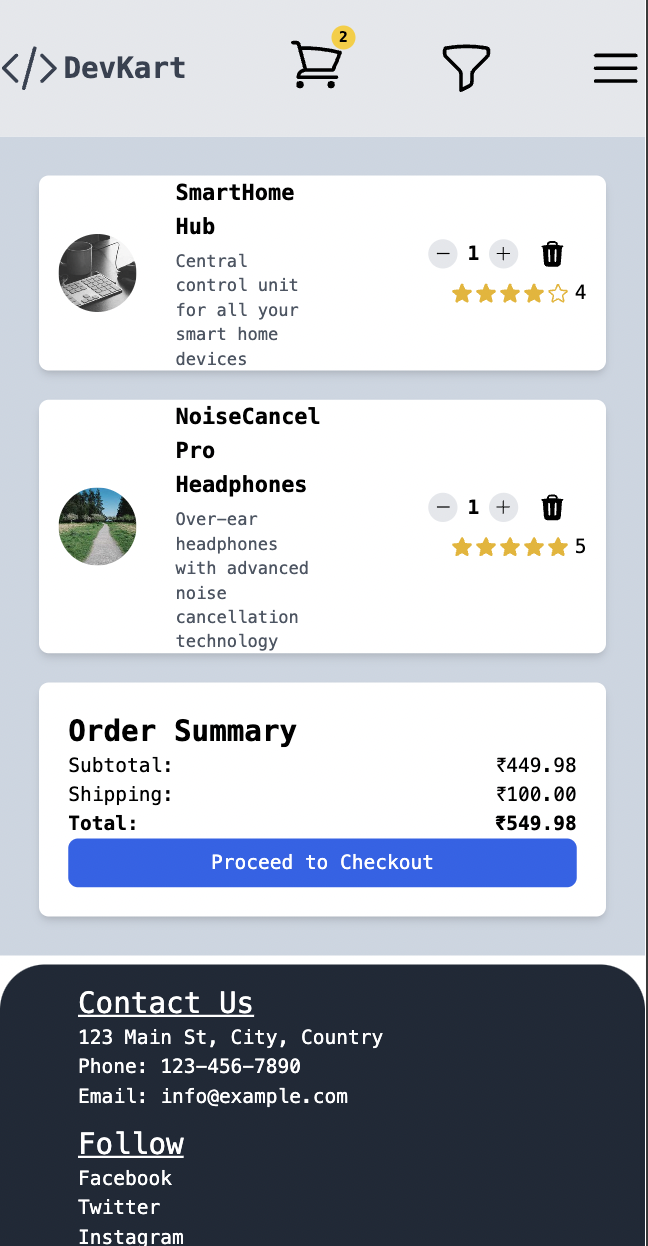 2
</> DevKart
SmartHome
Hub
Central
control unit
for all your
smart home
devices
− 1 +
4
NoiseCancel
Pro
Headphones
Over-ear
headphones
with advanced
noise
cancellation
technology
− 1 +
5
Order Summary
Subtotal: ₹449.98
Shipping: ₹100.00
Total: ₹549.98
Proceed to Checkout
Contact Us
123 Main St, City, Country
Phone: 123-456-7890
Email: info@example.com
Follow
Facebook
Twitter
Instagram